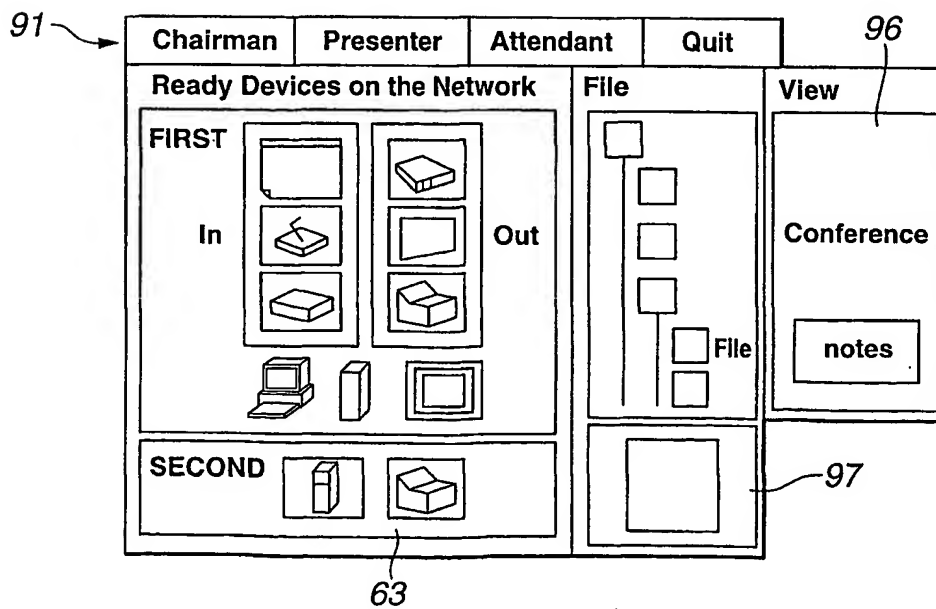 91
Chairman Presenter Attendant Quit
96
Ready Devices on the Network File View
FIRST
In Out Conference
File notes
SECOND
97
63